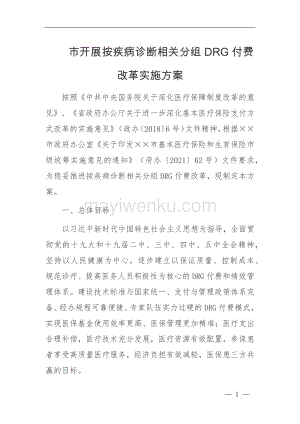 市开展按疾病诊断相关分组 DRG 付费
改革实施方案
按照《中共中央国务院关于深化医疗保障制度改革的意
见》、《省政府办公厅关于进一步深化基本医疗保险支付方
式改革的实施意见》（政办〔2018〕6 号）文件精神，根据××
市政府办公室《关于印发××市基本医疗保险和生育保险市
级统筹实施意见的通知》（府办〔2021〕62 号）文件要求，
为稳妥推进按疾病诊断相关分组 DRG 付费改革、现制定本方
案。
一、总体目标
以习近平新时代中国特色社会主义思想为指导，全面贯
彻党的十九大和十九届二中、三中、四中、五中全会精神，
坚持以人民健康为中心。通过建立以保证质量、控制成本、
规范诊疗、提高医务人员积极性为核心的 DRG 付费和绩效管
理体系。建设技术标准与国家统一、支付与管理政策体系完
备、经办规程可靠便捷、专家队伍实力过硬的 DRG 付费模式，
实现医保基金使用效率更高、医保管理更加精准；医疗支出
合理补偿、医疗技术充分发展、医疗资源有效配置，参保患
者享受高质量医疗服务，经济负担有效减轻、医保患三方共
赢的目标。
mayiwenku.com
— 1 —